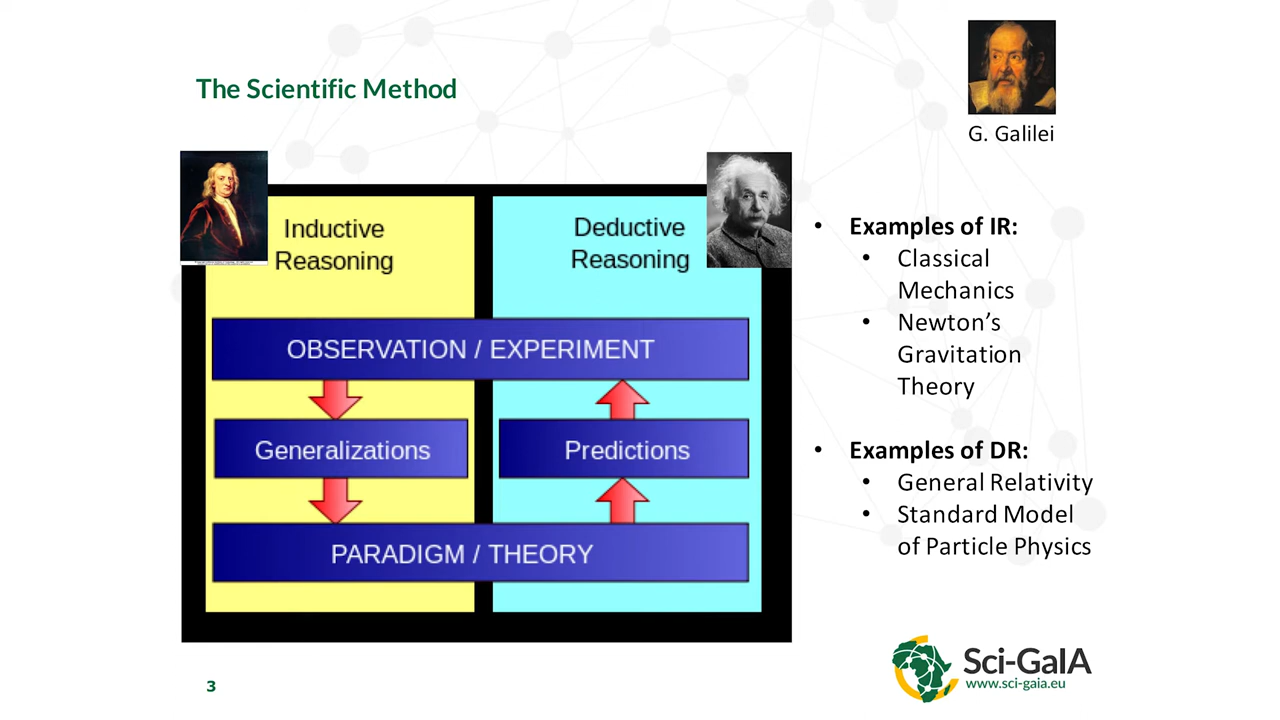 The Scientific Method
G. Galilei
Inductive
Reasoning
Deductive
Reasoning
OBSERVATION / EXPERIMENT
Generalizations
Predictions
PARADIGM / THEORY
• Examples of IR:
• Classical
Mechanics
• Newton’s
Gravitation
Theory
• Examples of DR:
• General Relativity
• Standard Model
of Particle Physics
3
Sci-GaIA
www.sci-gaia.eu